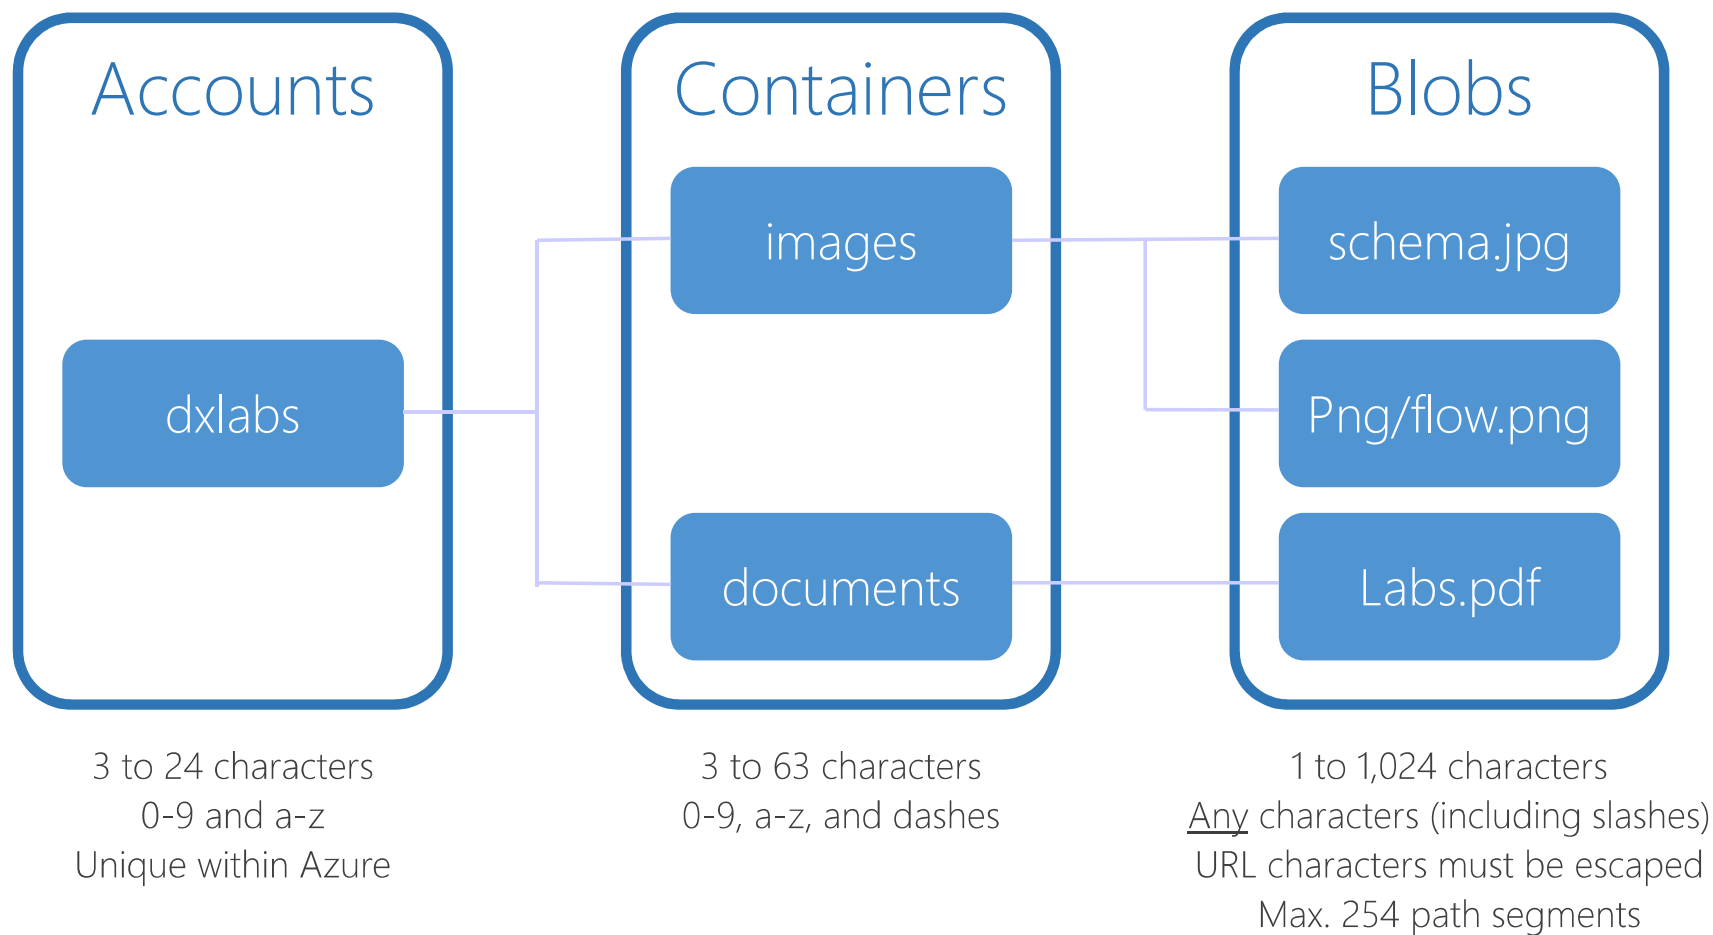 Accounts
dxlabs
3 to 24 characters
0-9 and a-z
Unique within Azure
Containers
images
documents
3 to 63 characters
0-9, a-z, and dashes
Blobs
schema.jpg
Png/flow.png
Labs.pdf
1 to 1,024 characters
Any characters (including slashes)
URL characters must be escaped
Max. 254 path segments